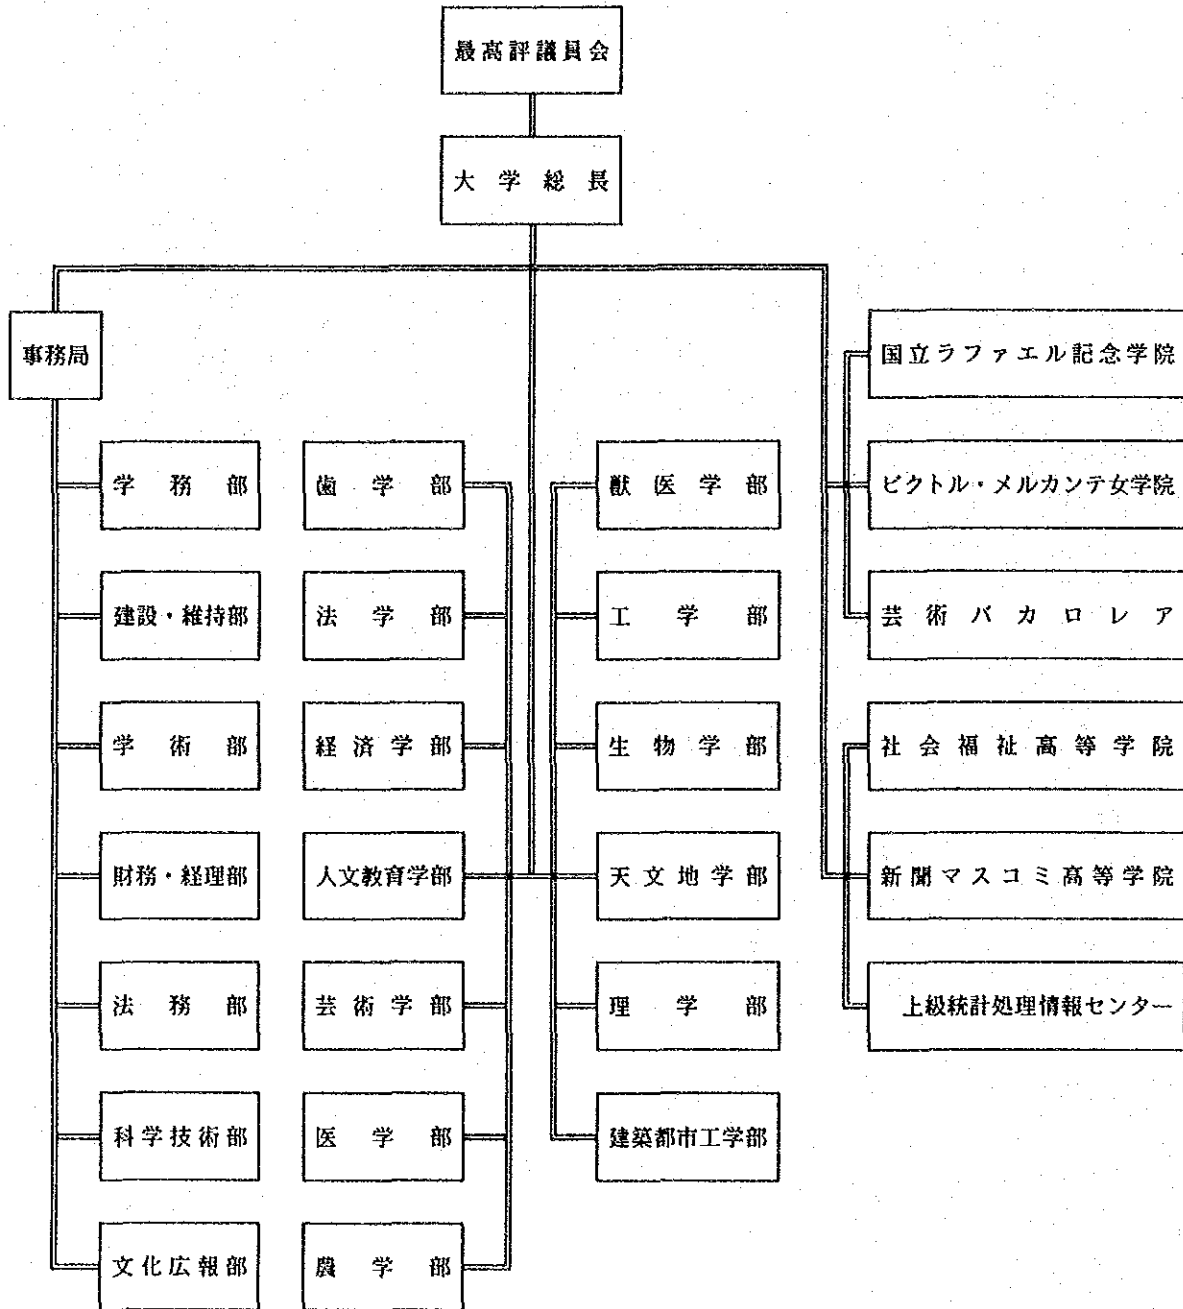 最高評議員会
大学総長
事務局
学務部
建設・維持部
学術部
財務・経理部
法務部
科学技術部
文化広報部
歯学部
法学部
経済学部
人文教育学部
芸術学部
医学部
農学部
獣医学部
工学部
生物学部
天文地学部
理学部
建築都市工学部
国立ラファエル記念学院
ビクトル・メルカンテ女学院
芸術バカロレア
社会福祉高等学院
新聞マスコミ高等学院
上級統計処理情報センター